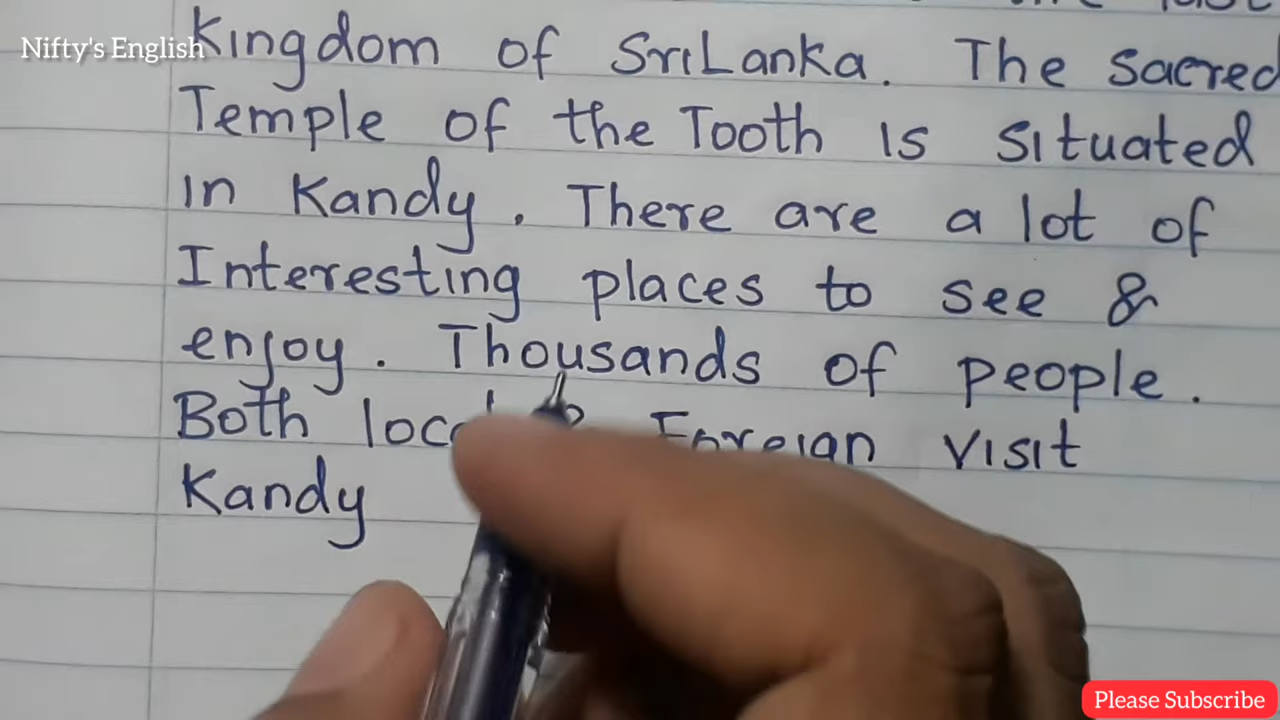 Kingdom of SriLanka. The Sacred
Temple of the Tooth is situated
in Kandy. There are a lot of
Interesting places to see &
enjoy. Thousands of people.
Both Foreign visit
Kandy
Nifty's English
Please Subscribe